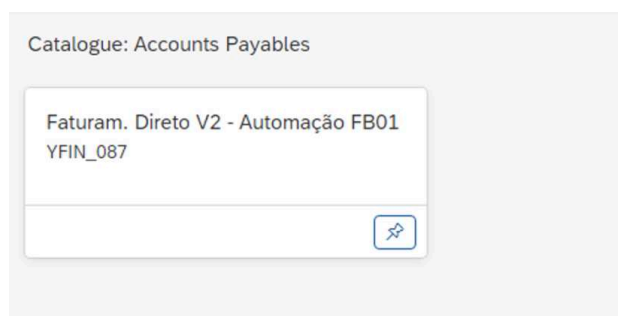 Catalogue: Accounts Payables
Faturam. Direto V2 - Automação FB01
YFIN_087